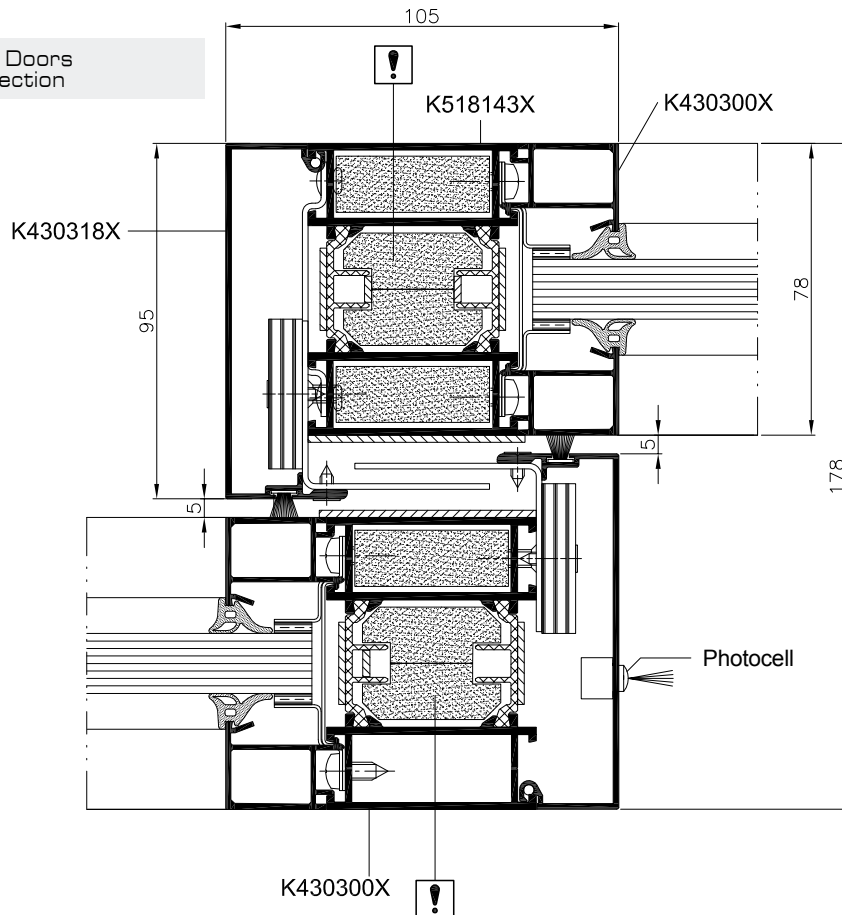 105
Doors
ection
!
K518143X
K430300X
K430318X
95
78
5
178
5
Photocell
K430300X
!